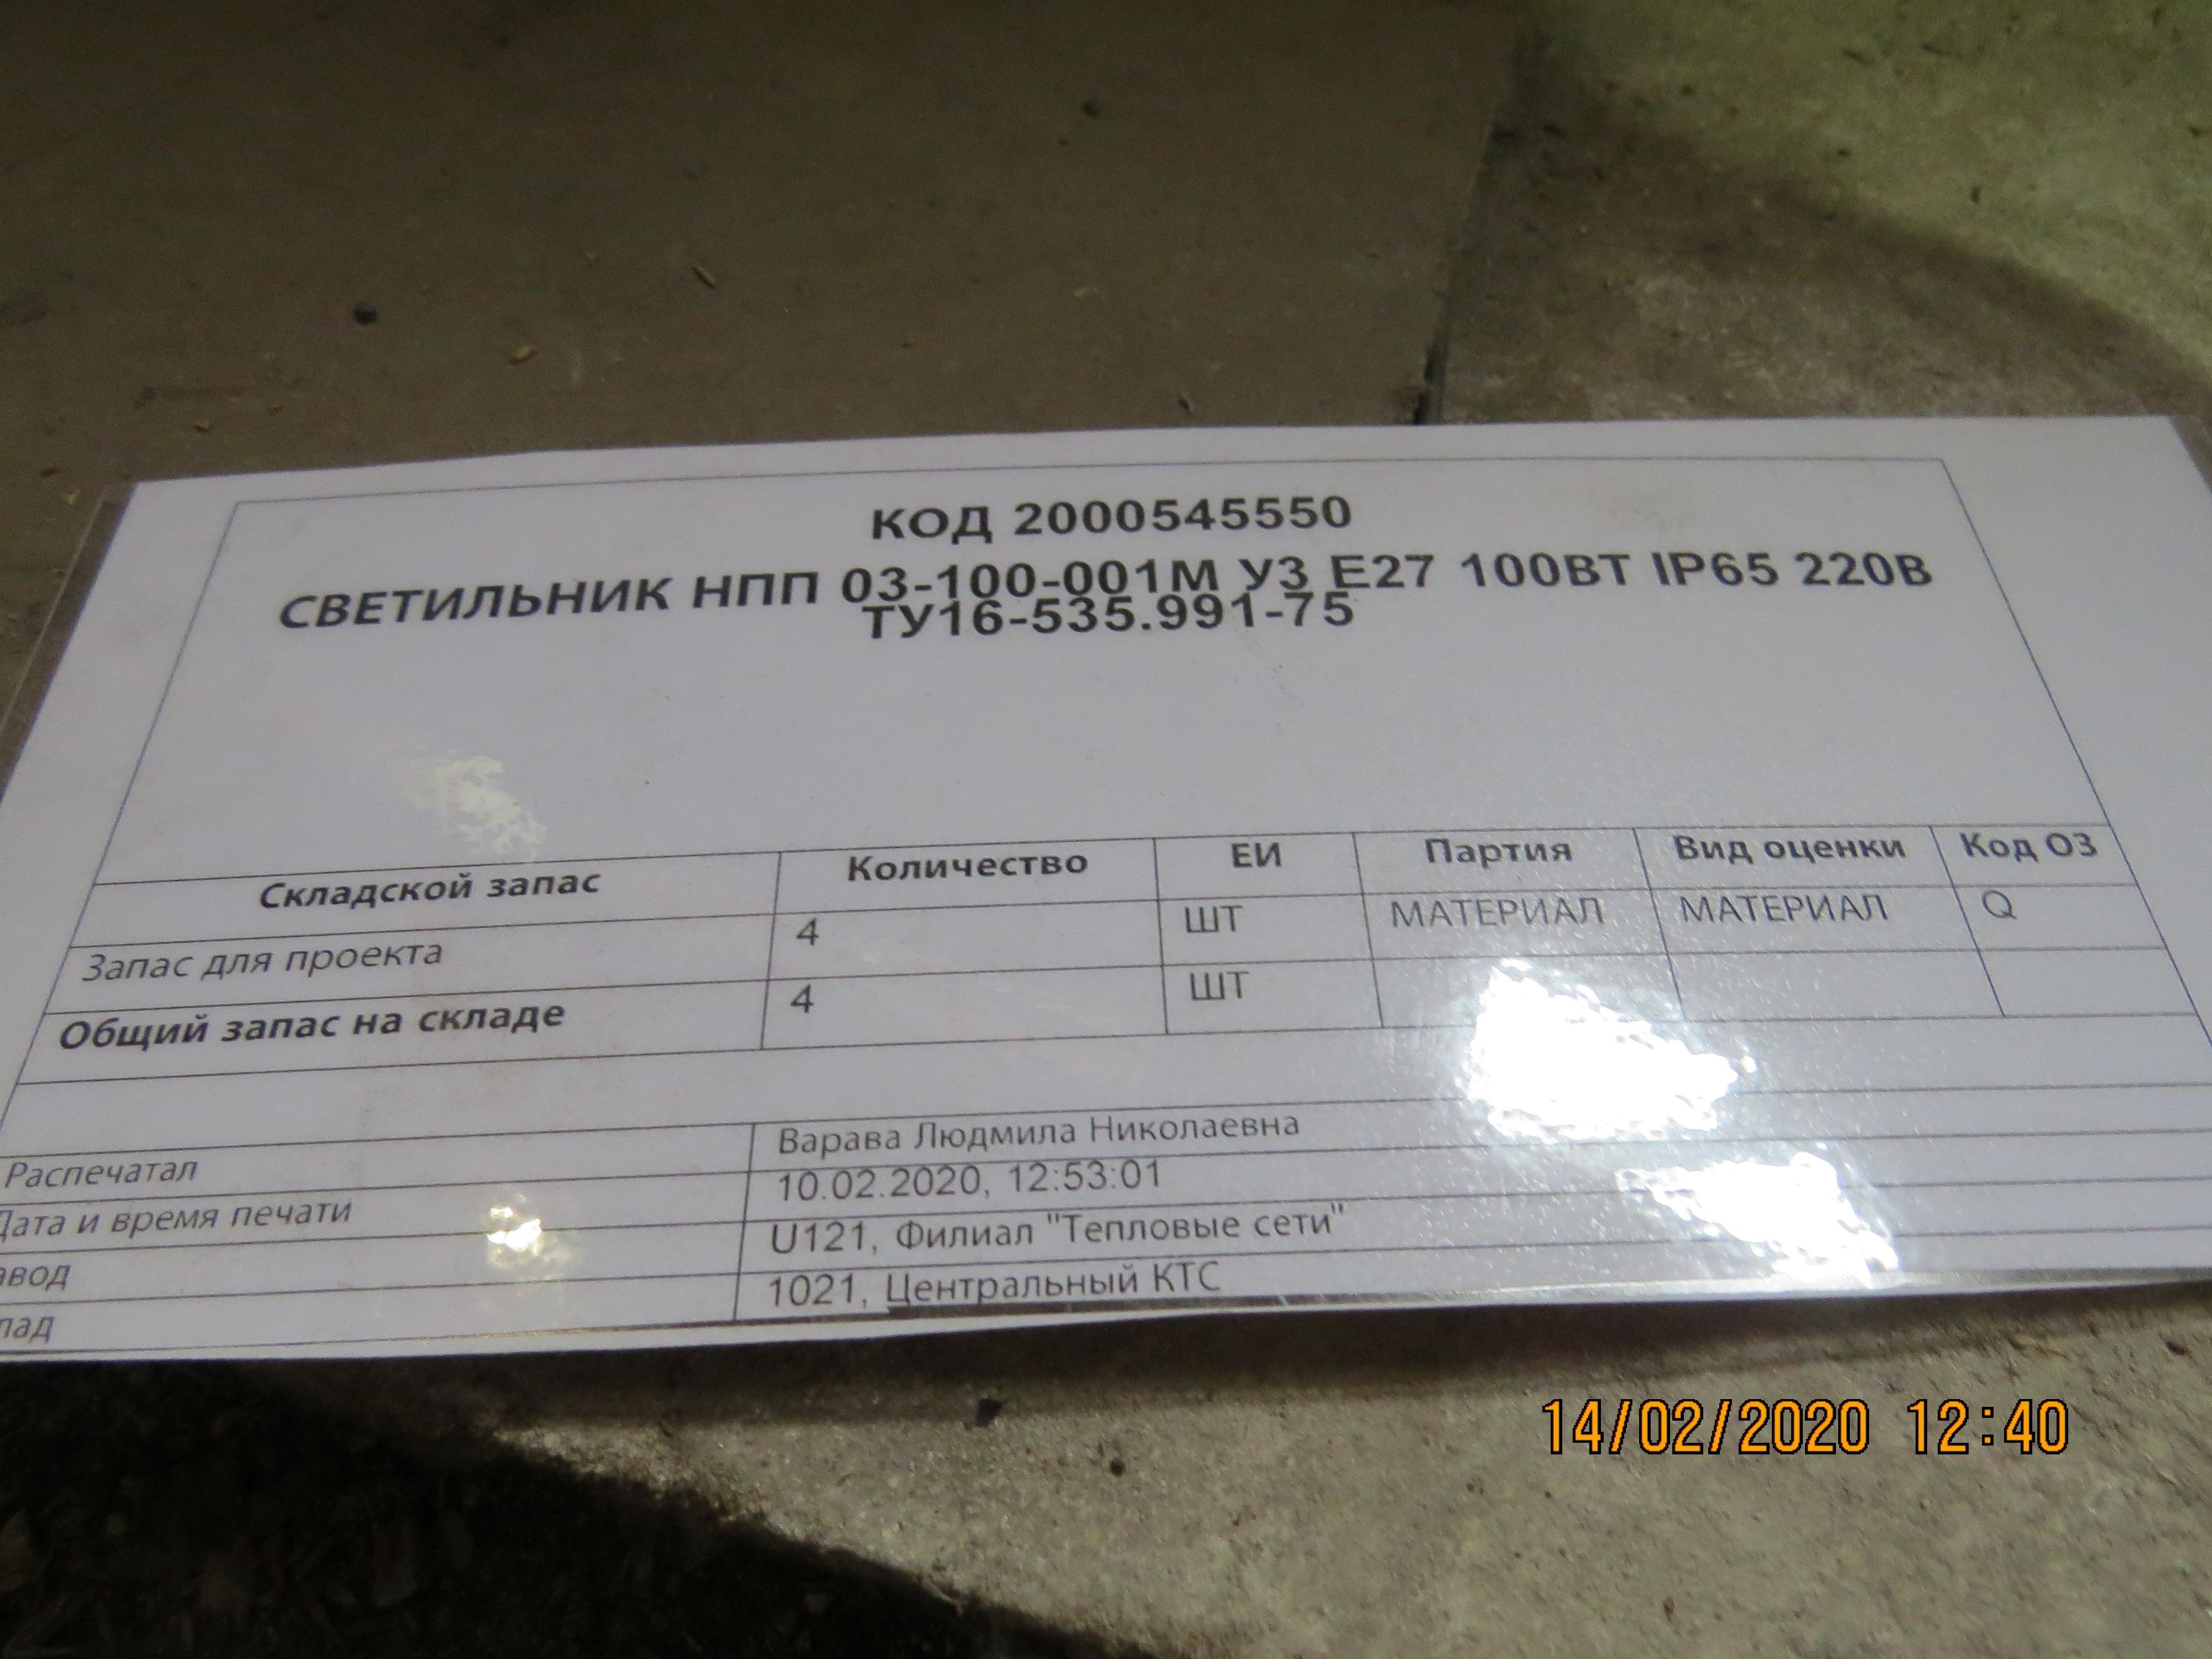 КОД 2000545550
СВЕТИЛЬНИК НПП 03-100-001М У3 Е27 100ВТ IP65 220В
ТУ16-535.991-75
Складской запас Количество ЕИ Партия Вид оценки Код ОЗ
Запас для проекта 4 ШТ МАТЕРИАЛ МАТЕРИАЛ Q
Общий запас на складе 4 ШТ
Распечатал Варава Людмила Николаевна
Дата и время печати 10.02.2020, 12:53:01
авод U121, Филиал "Тепловые сети"
лад 1021, Центральный КТС
14/02/2020 12:40